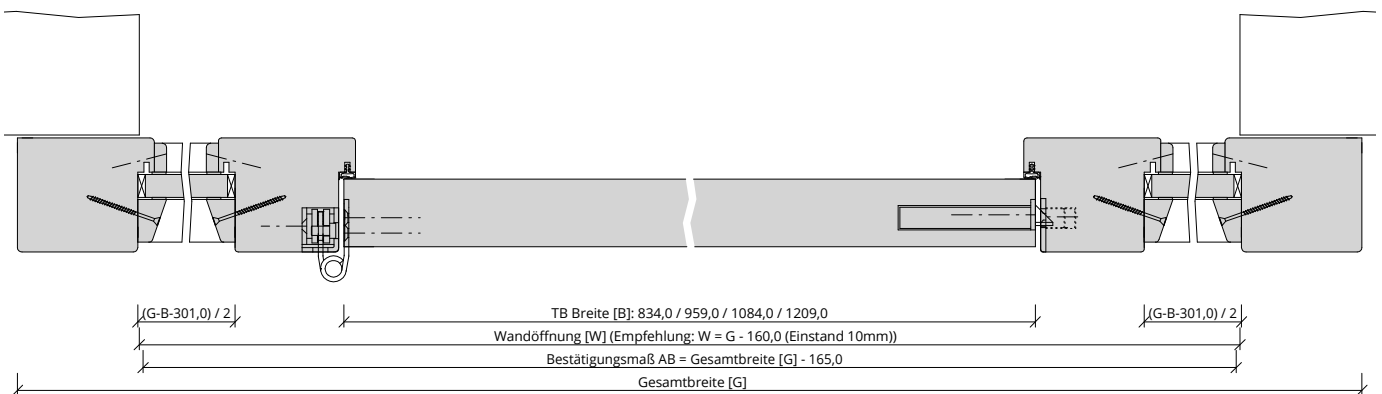 (G-B-301,0) / 2 TB Breite [B]: 834,0 / 959,0 / 1084,0 / 1209,0 (G-B-301,0) / 2
Wandöffnung [W] (Empfehlung: W = G - 160,0 (Einstand 10mm))
Bestätigungsmaß AB = Gesamtbreite [G] - 165,0
Gesamtbreite [G]